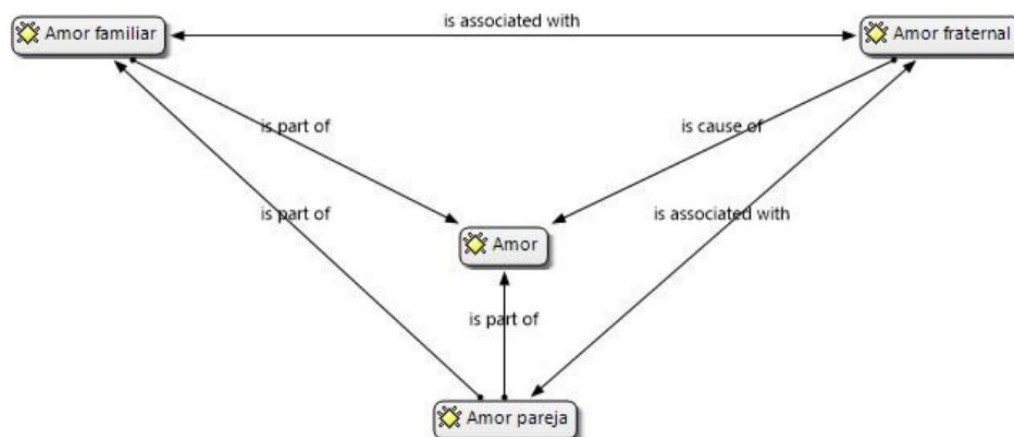 is associated with
Amor familiar
Amor fraternal
is part of
is cause of
is part of
is associated with
Amor
is part of
Amor pareja